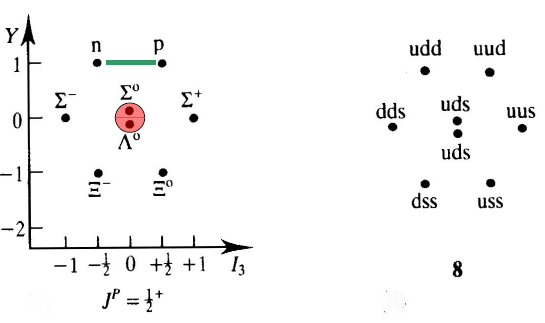 Y
n p
1
Σ⁻ Σ⁰ Σ⁺
0
Λ⁰
−1
Ξ⁻ Ξ⁰
−2
−1 −½ 0 +½ +1 I₃
Jᴾ = ½⁺
udd uud
dds uds uus
uds
dss uss
8